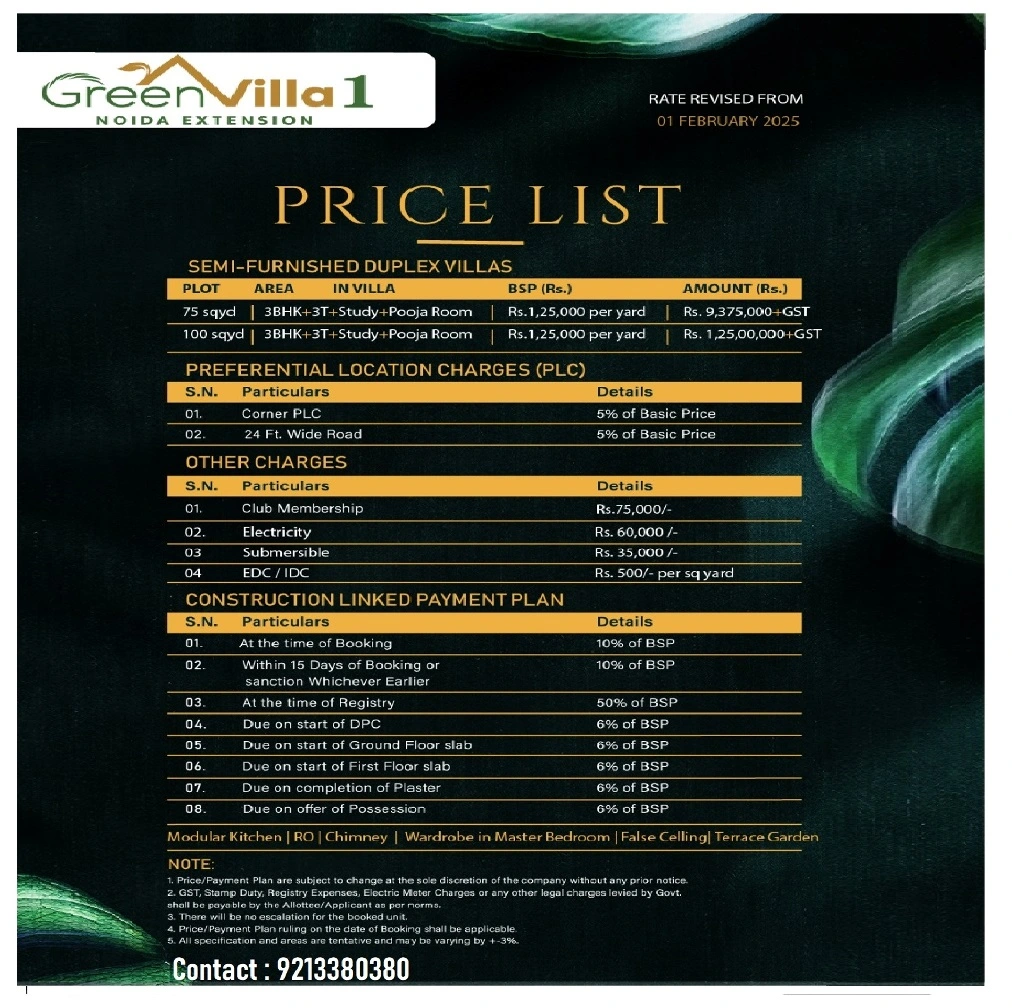 GreenVilla 1
NOIDA EXTENSION
RATE REVISED FROM
01 FEBRUARY 2025
PRICE LIST
SEMI-FURNISHED DUPLEX VILLAS
PLOT AREA IN VILLA BSP (Rs.) AMOUNT (Rs.)
75 sqyd | 3BHK+3T+Study+Pooja Room | Rs.1,25,000 per yard | Rs. 9,375,000+GST
100 sqyd | 3BHK+3T+Study+Pooja Room | Rs.1,25,000 per yard | Rs. 1,25,00,000+GST
PREFERENTIAL LOCATION CHARGES (PLC)
S.N. Particulars Details
01. Corner PLC 5% of Basic Price
02. 24 Ft. Wide Road 5% of Basic Price
OTHER CHARGES
S.N. Particulars Details
01. Club Membership Rs.75,000/-
02. Electricity Rs. 60,000 /-
03 Submersible Rs. 35,000 /-
04 EDC / IDC Rs. 500/- per sq yard
CONSTRUCTION LINKED PAYMENT PLAN
S.N. Particulars Details
01. At the time of Booking 10% of BSP
02. Within 15 Days of Booking or 10% of BSP
sanction Whichever Earlier
03. At the time of Registry 50% of BSP
04. Due on start of DPC 6% of BSP
05. Due on start of Ground Floor slab 6% of BSP
06. Due on start of First Floor slab 6% of BSP
07. Due on completion of Plaster 6% of BSP
08. Due on offer of Possession 6% of BSP
Modular Kitchen | RO | Chimney | Wardrobe in Master Bedroom | False Celling| Terrace Garden
NOTE:
1. Price/Payment Plan are subject to change at the sole discretion of the company without any prior notice.
2. GST, Stamp Duty, Registry Expenses, Electric Meter Charges or any other legal charges levied by Govt.
shall be payable by the Allottee/Applicant as per norms.
3. There will be no escalation for the booked unit.
4. Price/Payment Plan ruling on the date of Booking shall be applicable.
5. All specification and areas are tentative and may be varying by +-3%.
Contact : 9213380380